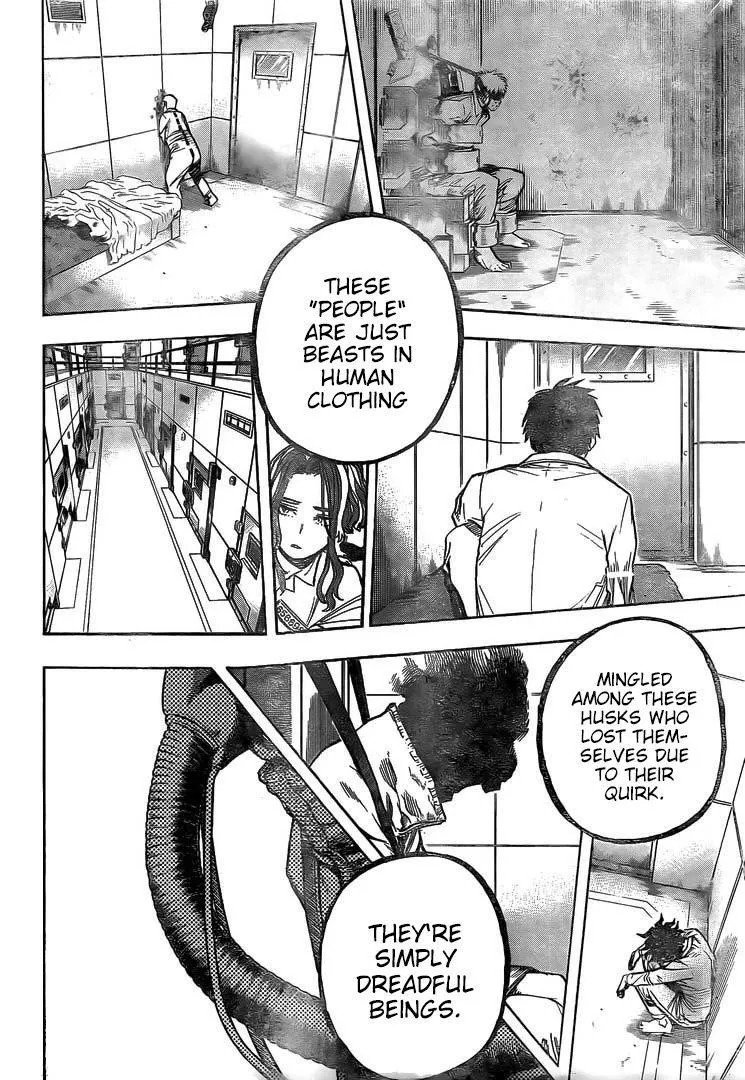 THESE
"PEOPLE"
ARE JUST
BEASTS IN
HUMAN
CLOTHING
MINGLED
AMONG THESE
HUSKS WHO
LOST THEM-
SELVES DUE
TO THEIR
QUIRK.
THEY'RE
SIMPLY
DREADFUL
BEINGS.